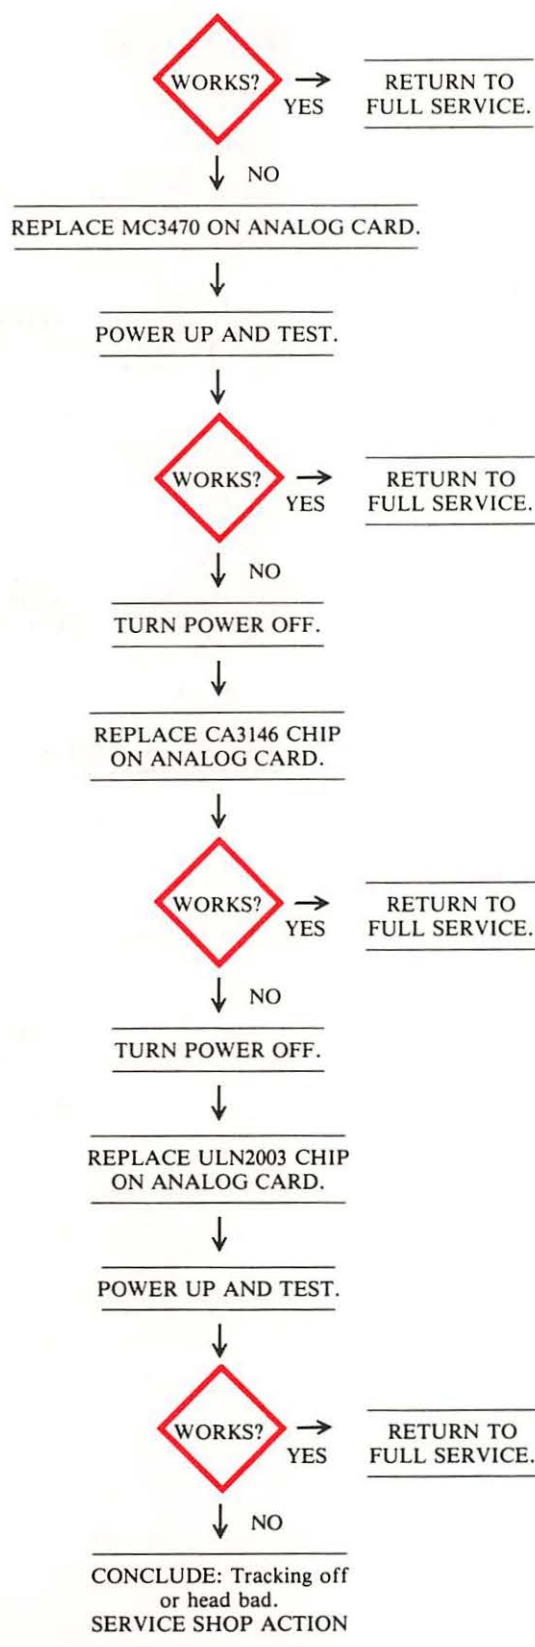 WORKS?
YES
RETURN TO
FULL SERVICE.
NO
REPLACE MC3470 ON ANALOG CARD.
POWER UP AND TEST.
WORKS?
YES
RETURN TO
FULL SERVICE.
NO
TURN POWER OFF.
REPLACE CA3146 CHIP
ON ANALOG CARD.
WORKS?
YES
RETURN TO
FULL SERVICE.
NO
TURN POWER OFF.
REPLACE ULN2003 CHIP
ON ANALOG CARD.
POWER UP AND TEST.
WORKS?
YES
RETURN TO
FULL SERVICE.
NO
CONCLUDE: Tracking off
or head bad.
SERVICE SHOP ACTION